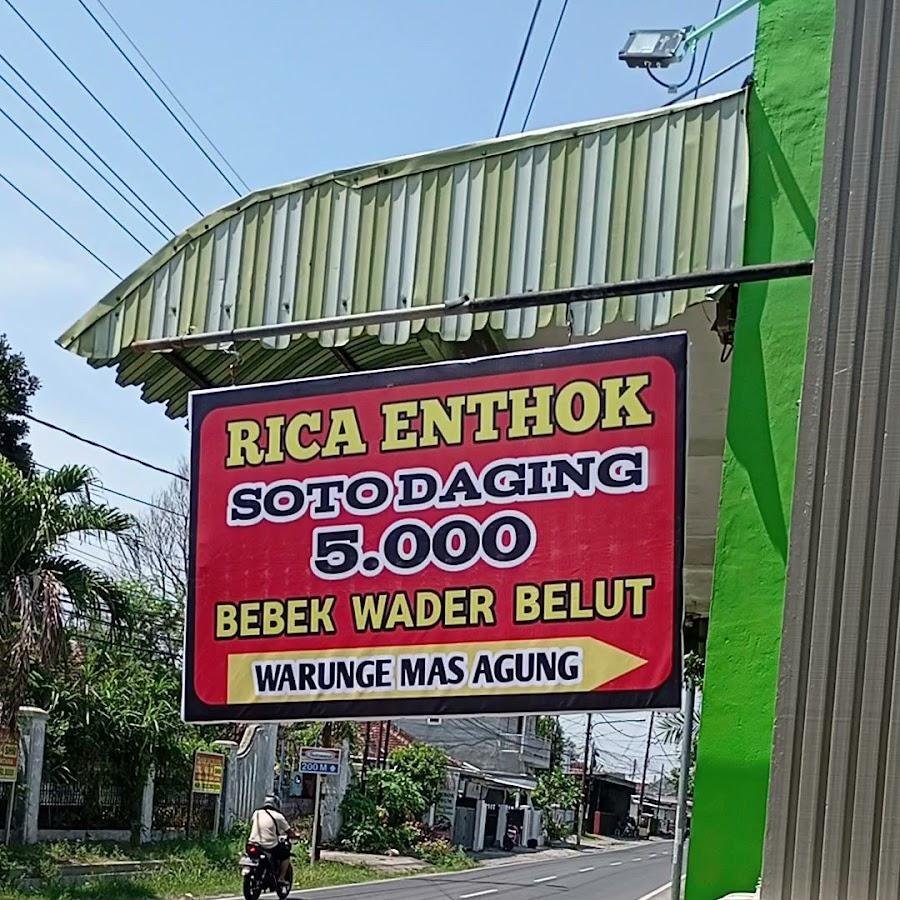 RICA ENTHOK
SOTO DAGING
5.000
BEBEK WADER BELUT
WARUNGE MAS AGUNG
200 M